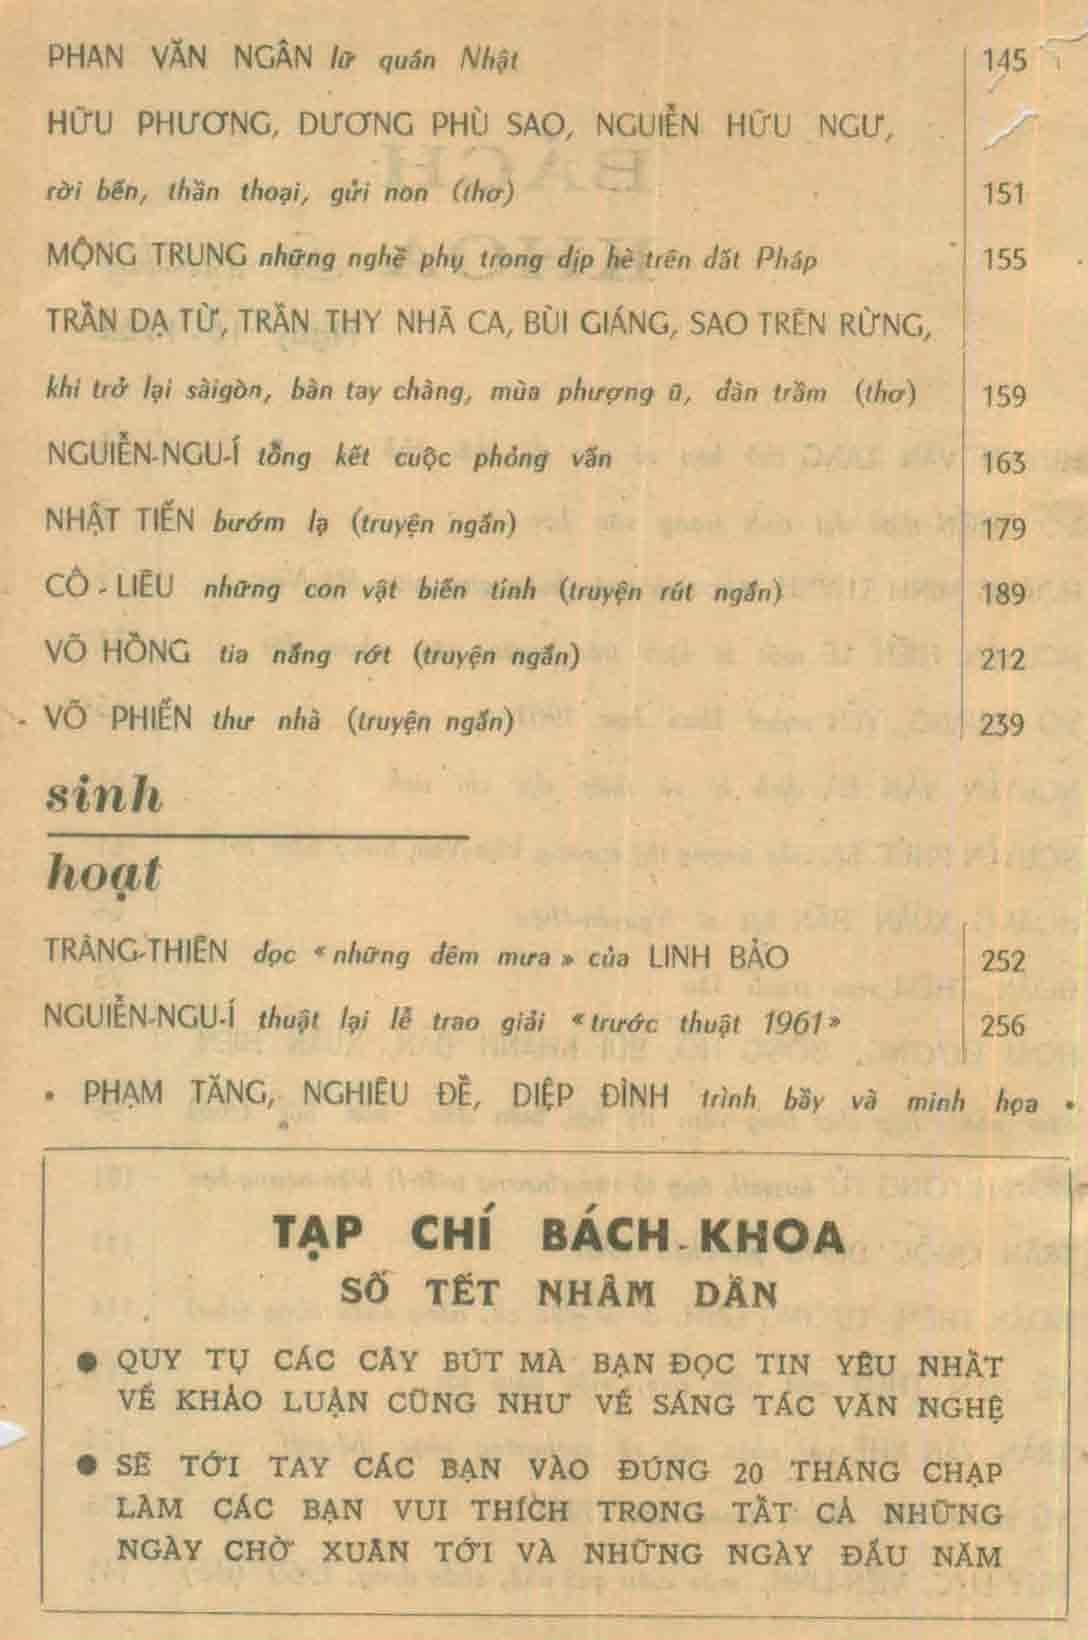 PHAN VĂN NGÂN lữ quán Nhật 145
HỮU PHƯƠNG, DƯƠNG PHÙ SAO, NGUIỄN HỮU NGƯ,
rời bến, thần thoại, gửi non (thơ) 151
MỘNG TRUNG những nghề phụ trong dịp hè trên đất Pháp 155
TRẦN DẠ TỪ, TRẦN THY NHÃ CA, BÙI GIÁNG, SAO TRÊN RỪNG,
khi trở lại sàigòn, bàn tay chàng, mùa phượng ũ, đàn trầm (thơ) 159
NGUIỄN-NGU-Í tổng kết cuộc phỏng vấn 163
NHẬT TIẾN bướm lạ (truyện ngắn) 179
CÔ-LIÊU những con vật biến tính (truyện rút ngắn) 189
VÕ HỒNG tia nắng rớt (truyện ngắn) 212
VÕ PHIẾN thư nhà (truyện ngắn) 239
sinh
hoạt
TRÀNG-THIÊN đọc «những đêm mưa» của LINH BẢO 252
NGUIỄN-NGU-Í thuật lại lễ trao giải «trước thuật 1961» 256
• PHẠM TĂNG, NGHIÊU ĐỀ, DIỆP ĐÌNH trình bầy và minh họa •
TẠP CHÍ BÁCH-KHOA
SỐ TẾT NHÂM DẦN
● QUY TỤ CÁC CÂY BÚT MÀ BẠN ĐỌC TIN YÊU NHẤT
VỀ KHẢO LUẬN CŨNG NHƯ VỀ SÁNG TÁC VĂN NGHỆ
● SẼ TỚI TAY CÁC BẠN VÀO ĐÚNG 20 THÁNG CHẠP
LÀM CÁC BẠN VUI THÍCH TRONG TẤT CẢ NHỮNG
NGÀY CHỜ XUÂN TỚI VÀ NHỮNG NGÀY ĐẦU NĂM